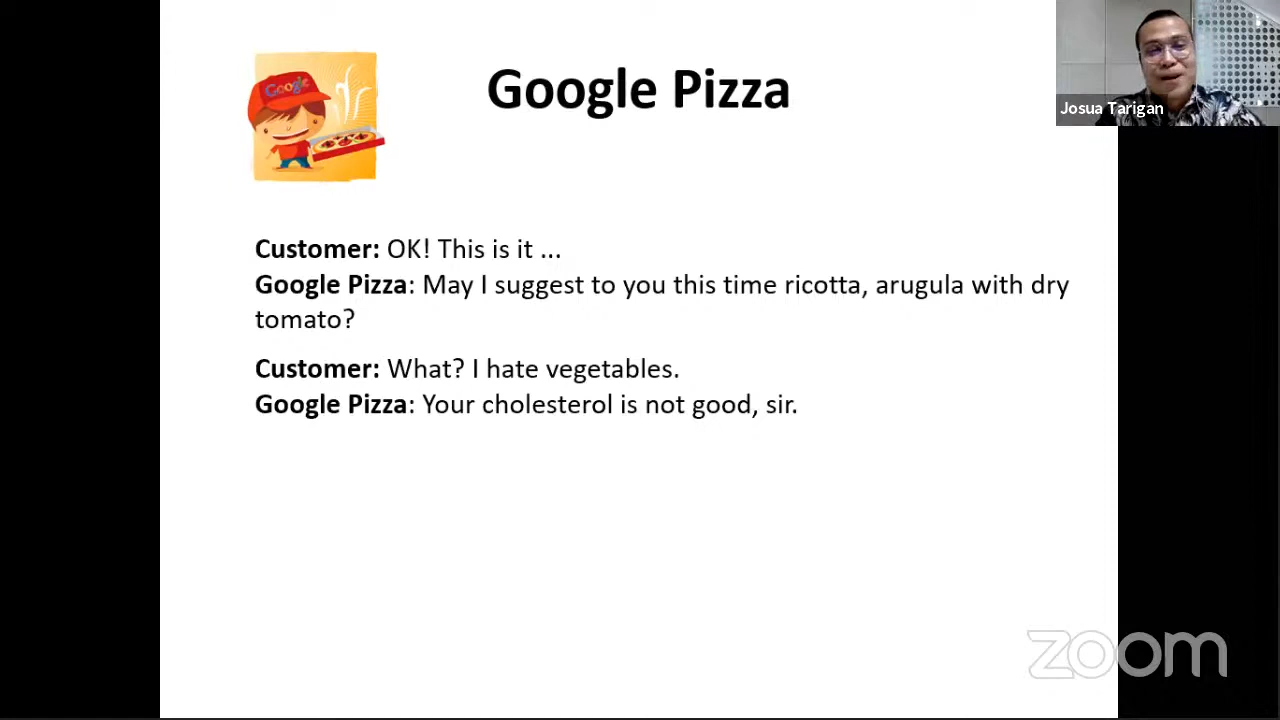 Google
Google Pizza
Josua Tarigan
Customer: OK! This is it ...
Google Pizza: May I suggest to you this time ricotta, arugula with dry
tomato?
Customer: What? I hate vegetables.
Google Pizza: Your cholesterol is not good, sir.
zoom